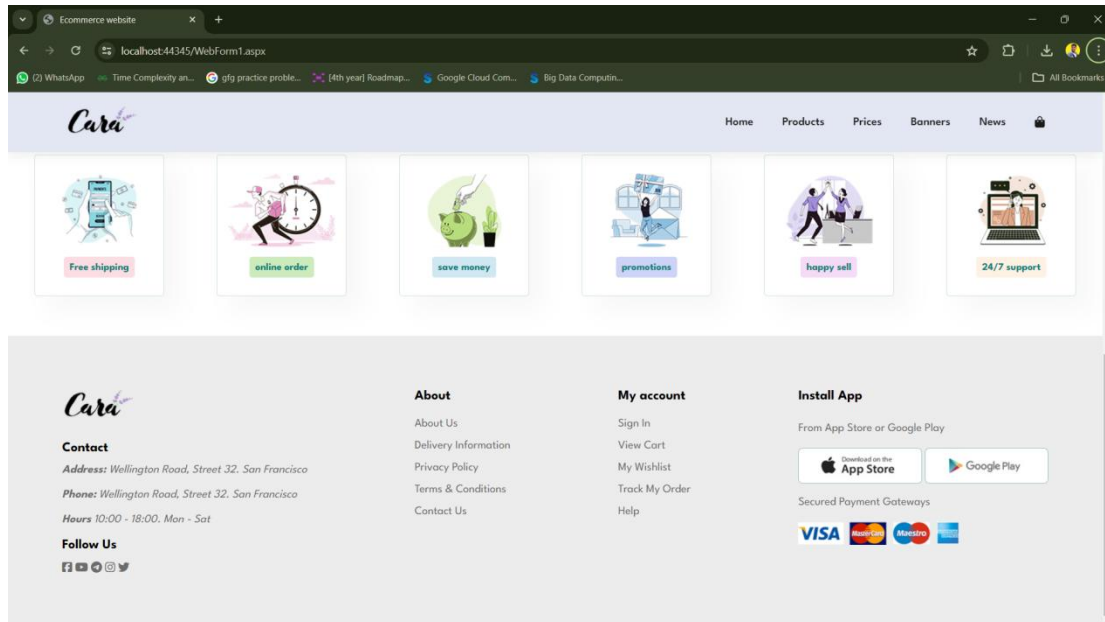 Ecommerce website
localhost:44345/WebForm1.aspx
(2) WhatsApp Time Complexity an... gfg practice proble... [4th year] Roadmap... Google Cloud Com... Big Data Computin... All Bookmarks
Cara Home Products Prices Banners News
Free shipping online order save money promotions happy sell 24/7 support
Cara
Contact
Address: Wellington Road, Street 32. San Francisco
Phone: Wellington Road, Street 32. San Francisco
Hours 10:00 - 18:00. Mon - Sat
Follow Us
About
About Us
Delivery Information
Privacy Policy
Terms & Conditions
Contact Us
My account
Sign In
View Cart
My Wishlist
Track My Order
Help
Install App
From App Store or Google Play
Download on the
App Store
Google Play
Secured Payment Gateways
VISA MasterCard Maestro